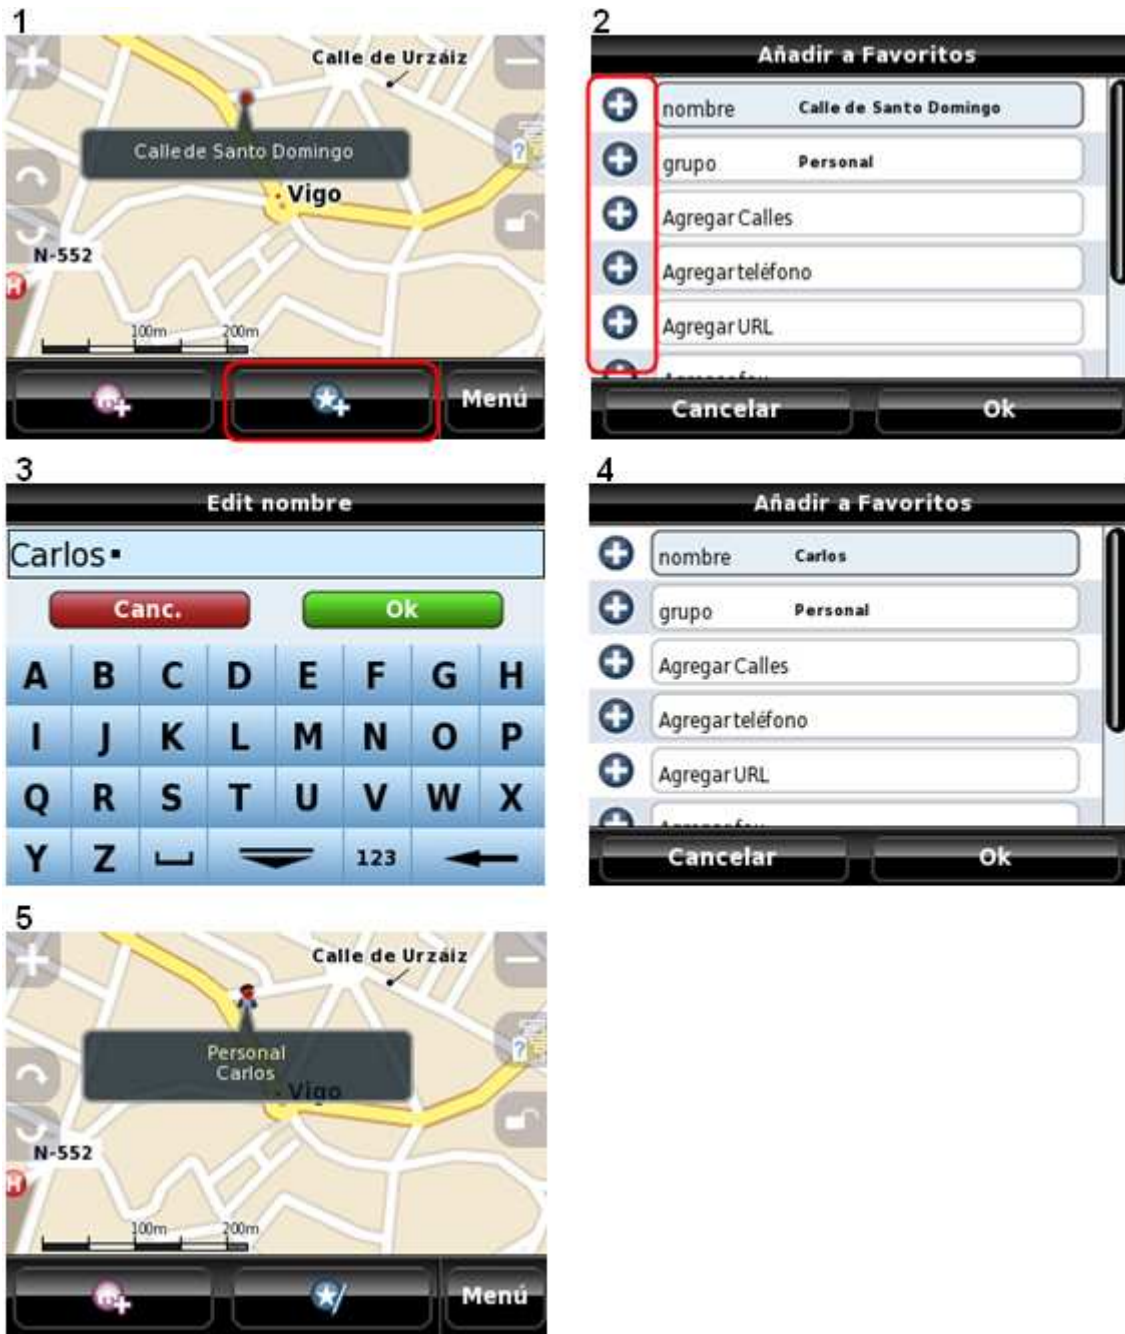 1
Calle de Urzáiz
Calle de Santo Domingo
Vigo
N-552
H
100m 200m
Menú
2
Añadir a Favoritos
nombre Calle de Santo Domingo
grupo Personal
Agregar Calles
Agregar teléfono
Agregar URL
Cancelar Ok
3
Edit nombre
Carlos
Canc. Ok
A B C D E F G H
I J K L M N O P
Q R S T U V W X
Y Z 123
4
Añadir a Favoritos
nombre Carlos
grupo Personal
Agregar Calles
Agregar teléfono
Agregar URL
Cancelar Ok
5
Calle de Urzáiz
Personal
Carlos
Vigo
N-552
H
100m 200m
Menú